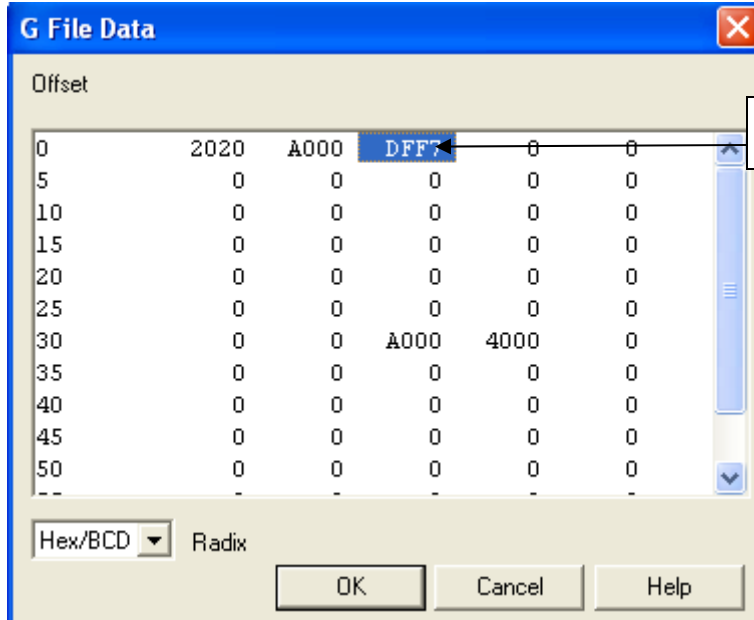 G File Data
Offset
0 2020 A000 DFF7 0 0
5 0 0 0 0 0
10 0 0 0 0 0
15 0 0 0 0 0
20 0 0 0 0 0
25 0 0 0 0 0
30 0 0 A000 4000 0
35 0 0 0 0 0
40 0 0 0 0 0
45 0 0 0 0 0
50 0 0 0 0 0
Hex/BCD Radix
OK Cancel Help